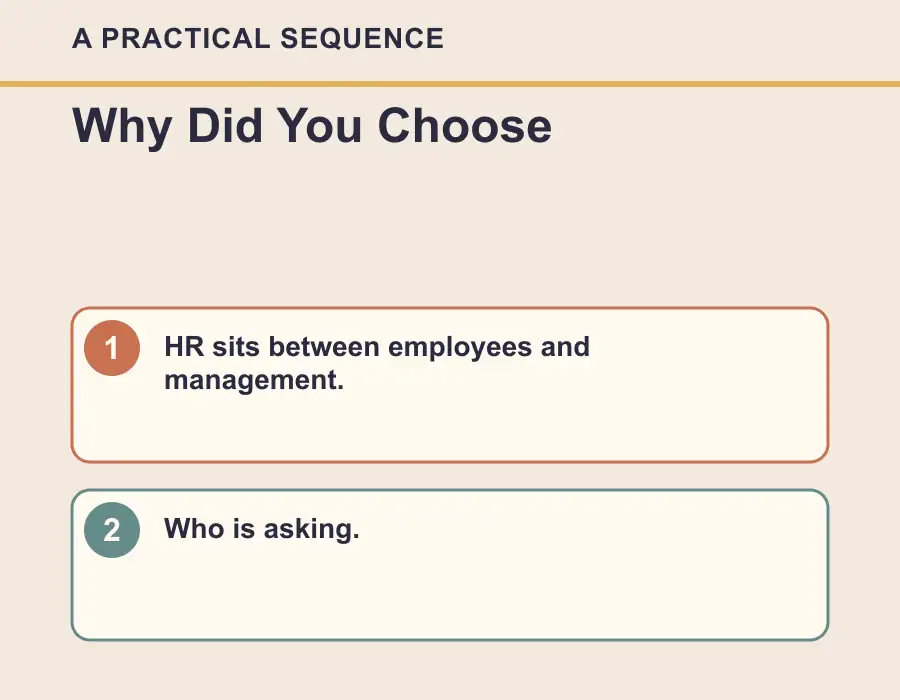 A PRACTICAL SEQUENCE
Why Did You Choose
1
HR sits between employees and
management.
2
Who is asking.